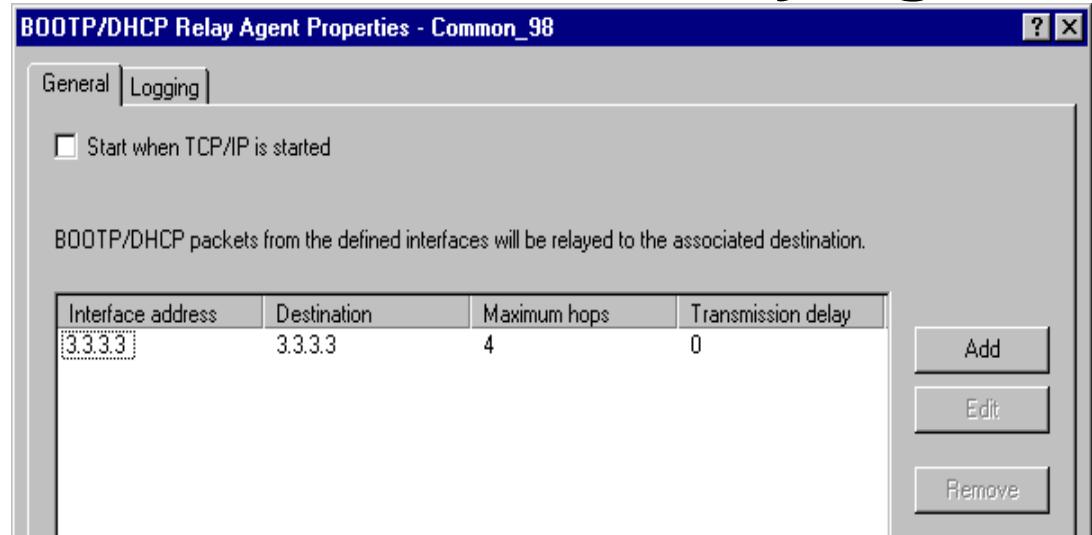 BOOTP/DHCP Relay Agent Properties - Common_98
General Logging
Start when TCP/IP is started
BOOTP/DHCP packets from the defined interfaces will be relayed to the associated destination.
Interface address Destination Maximum hops Transmission delay
3.3.3.3 3.3.3.3 4 0
Add
Edit
Remove